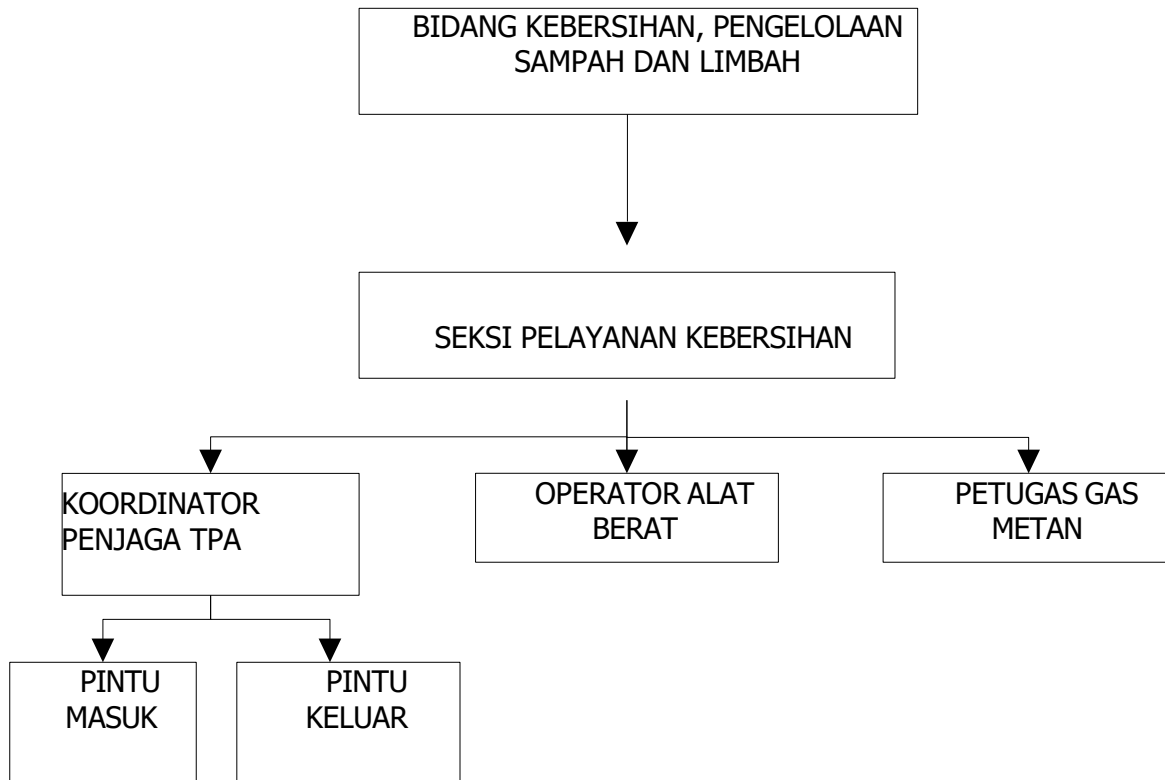 BIDANG KEBERSIHAN, PENGELOLAAN
SAMPAH DAN LIMBAH
SEKSI PELAYANAN KEBERSIHAN
KOORDINATOR
PENJAGA TPA
OPERATOR ALAT
BERAT
PETUGAS GAS
METAN
PINTU
MASUK
PINTU
KELUAR